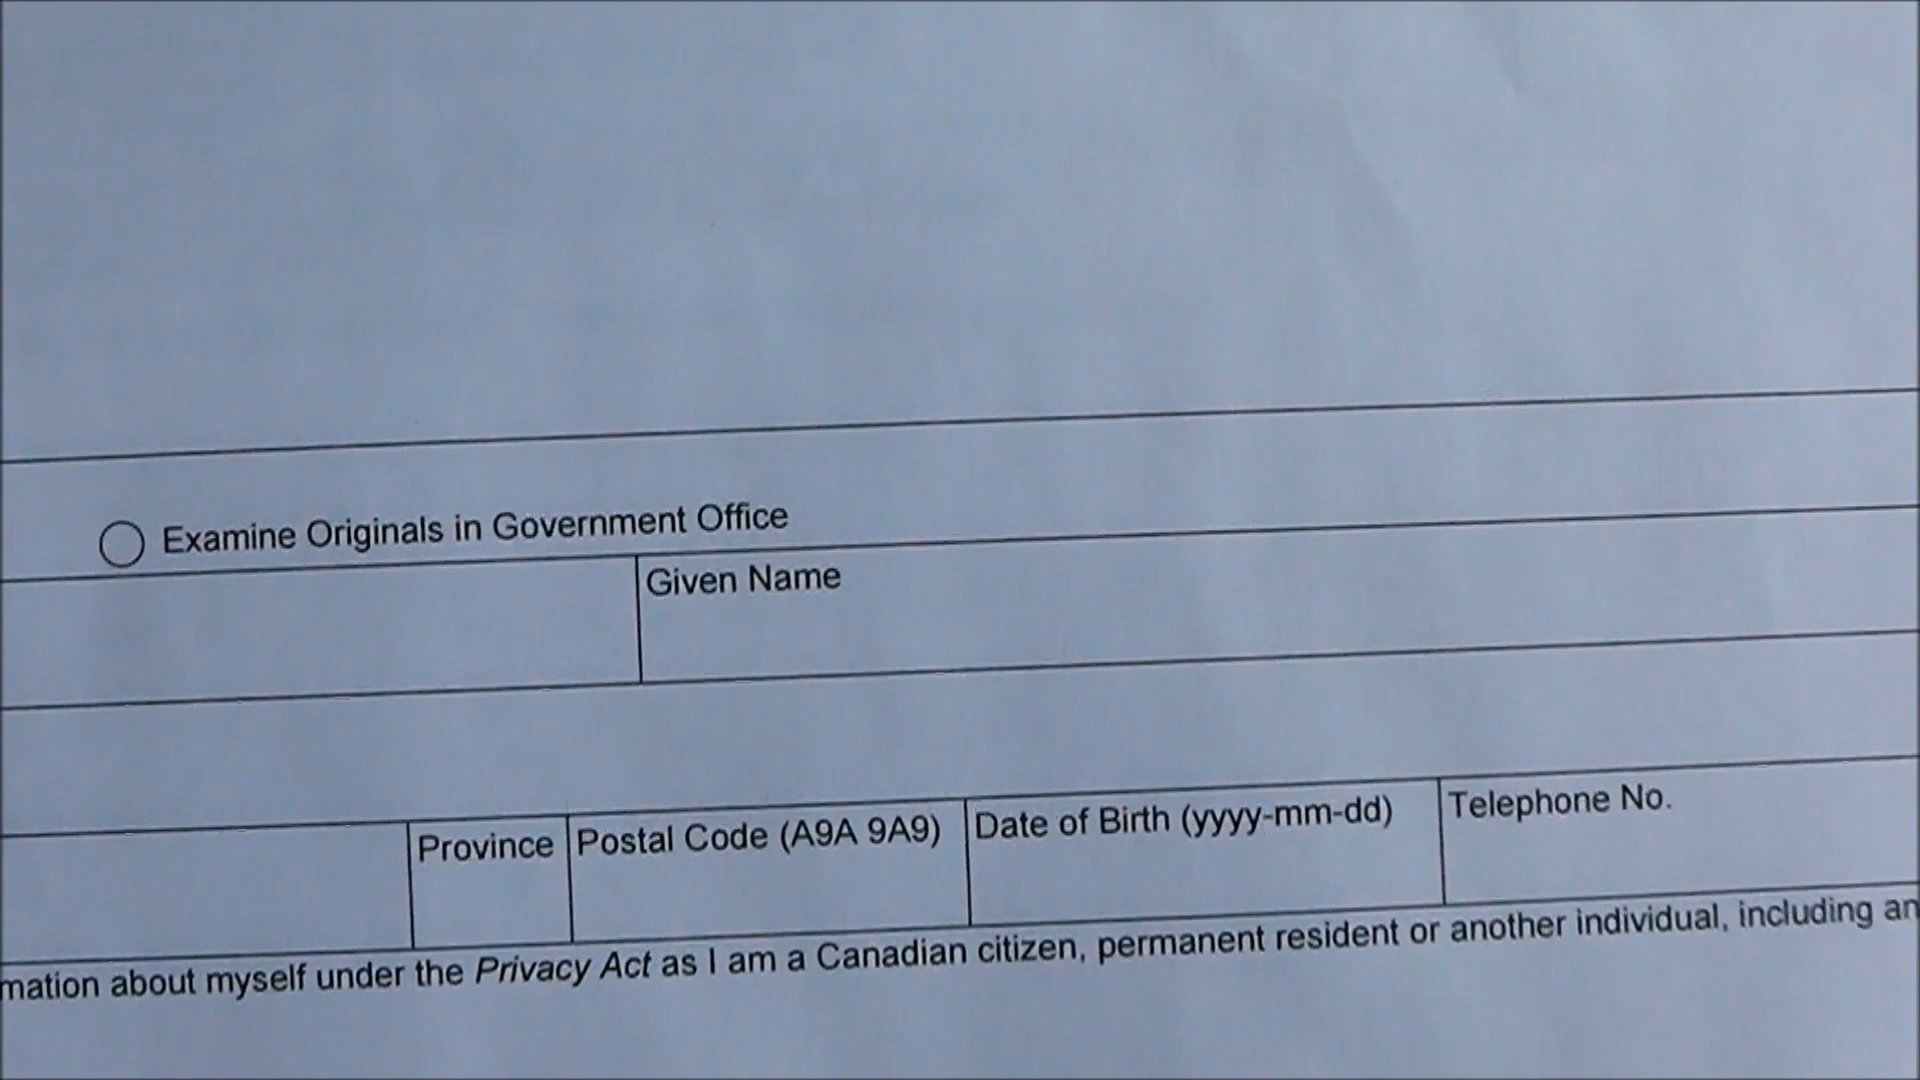 Examine Originals in Government Office
Given Name
Province
Postal Code (A9A 9A9)
Date of Birth (yyyy-mm-dd)
Telephone No.
mation about myself under the Privacy Act as I am a Canadian citizen, permanent resident or another individual, including an